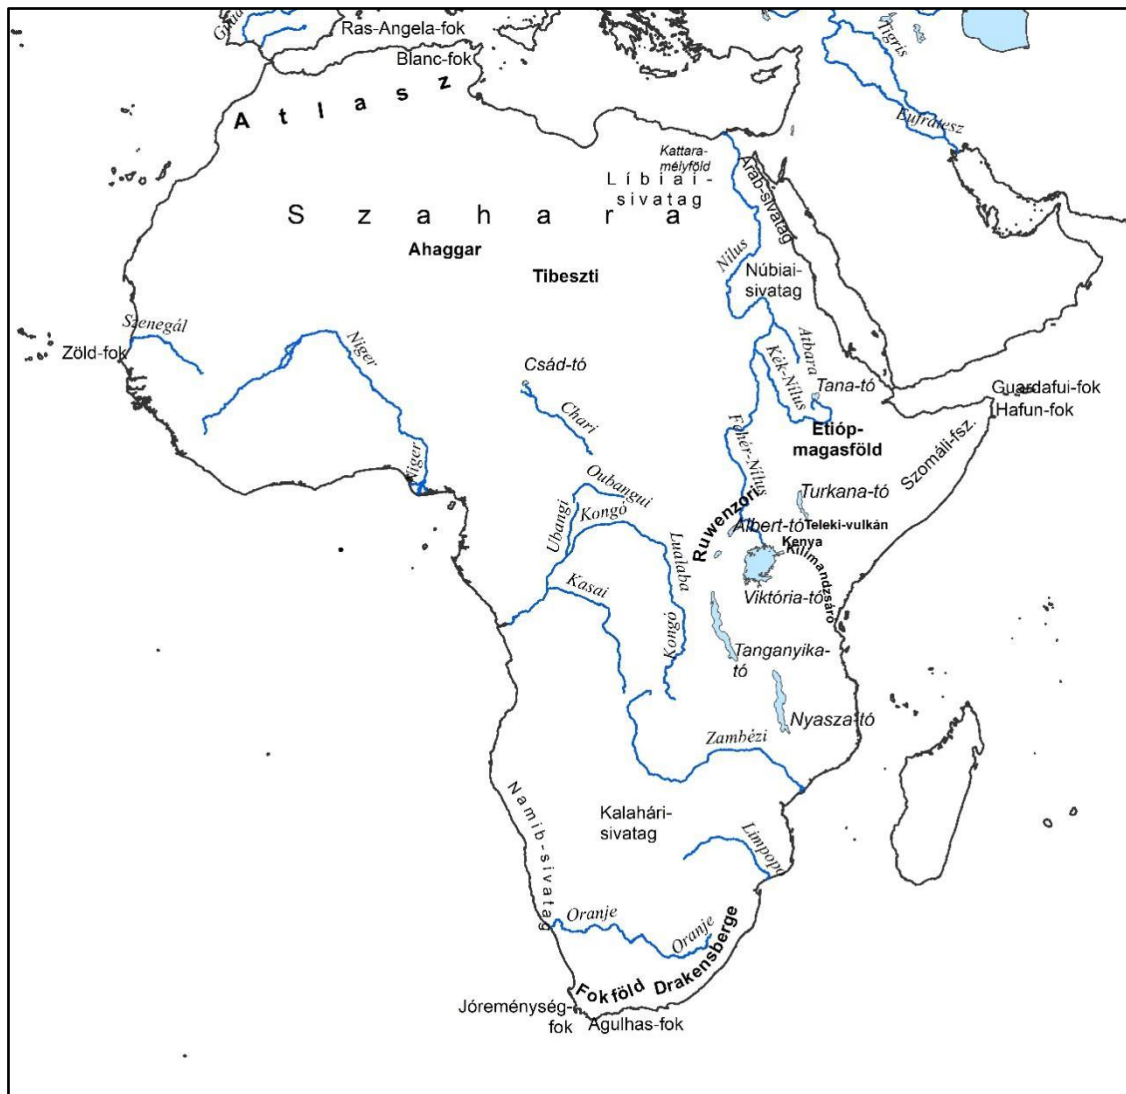 Ras-Angela-fok
Blanc-fok
Tigris
Atlasz
Eufrátesz
Kattara-
mélyföld
Líbiai-
sivatag
Arab-sivatag
Szahara
Ahaggar
Tibeszti
Nílus
Núbiai-
sivatag
Szenegál
Zöld-fok
Niger
Csád-tó
Atbara
Kék-Nílus
Tana-tó
Guardafui-fok
Hafun-fok
Chari
Etióp-
magasföld
Szomáli-fsz.
Fehér-Nílus
Niger
Oubangui
Turkana-tó
Ubangi
Kongó
Ruwenzori
Albert-tó
Teleki-vulkán
Kenya
Kilimandzsáró
Lualaba
Kasai
Viktória-tó
Kongó
Tanganyika-
tó
Nyasza-tó
Zambézi
Namib-sivatag
Kalahári-
sivatag
Limpopo
Oranje
Oranje
Fokföld
Drakensberge
Jóreménység-
fok
Agulhas-fok